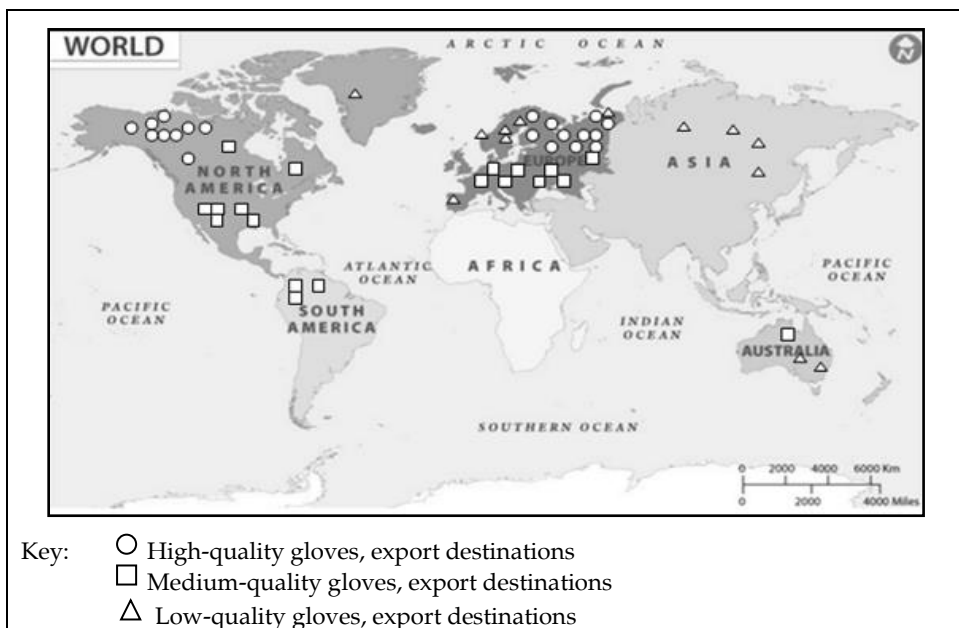 WORLD
ARCTIC OCEAN
N
NORTH
AMERICA
EUROPE
ASIA
ATLANTIC
OCEAN
AFRICA
PACIFIC
OCEAN
PACIFIC
OCEAN
SOUTH
AMERICA
INDIAN
OCEAN
AUSTRALIA
SOUTHERN OCEAN
0 2000 4000 6000 Km
0 2000 4000 Miles
Key: High-quality gloves, export destinations
Medium-quality gloves, export destinations
Low-quality gloves, export destinations